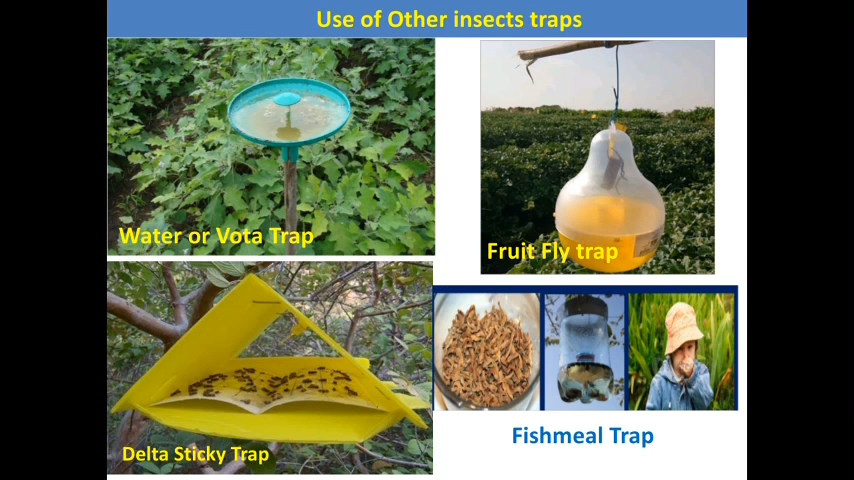 Use of Other insects traps
Water or Vota Trap
Fruit Fly trap
Delta Sticky Trap
Fishmeal Trap